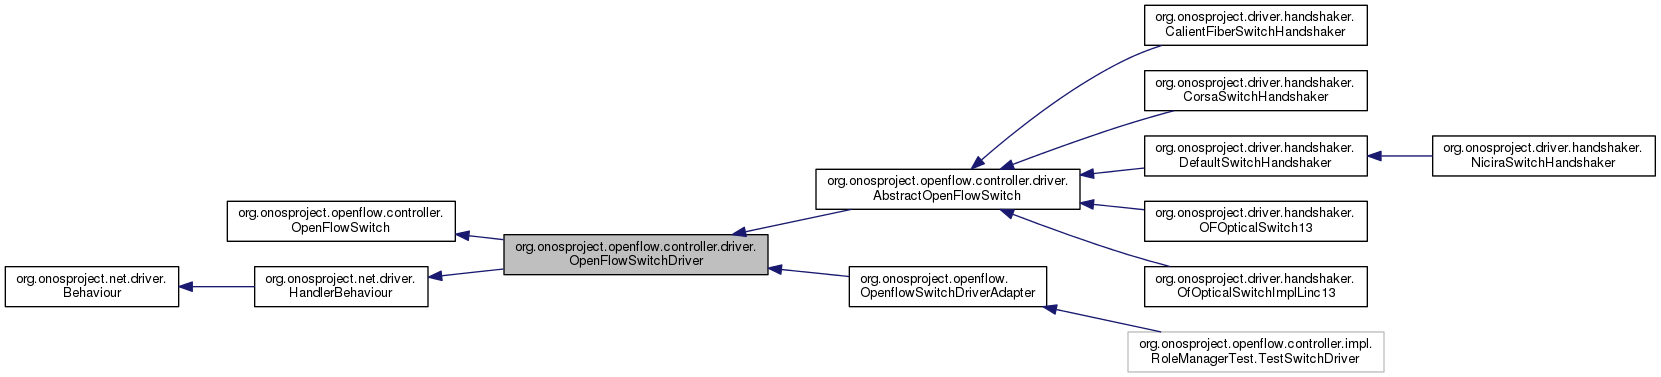 org.onosproject.driver.handshaker.
CalientFiberSwitchHandshaker
org.onosproject.driver.handshaker.
CorsaSwitchHandshaker
org.onosproject.driver.handshaker.
DefaultSwitchHandshaker
org.onosproject.driver.handshaker.
NiciraSwitchHandshaker
org.onosproject.openflow.controller.driver.
AbstractOpenFlowSwitch
org.onosproject.openflow.controller.
OpenFlowSwitch
org.onosproject.driver.handshaker.
OFOpticalSwitch13
org.onosproject.openflow.controller.driver.
OpenFlowSwitchDriver
org.onosproject.net.driver.
Behaviour
org.onosproject.net.driver.
HandlerBehaviour
org.onosproject.openflow.
OpenflowSwitchDriverAdapter
org.onosproject.driver.handshaker.
OfOpticalSwitchImplLinc13
org.onosproject.openflow.controller.impl.
RoleManagerTest.TestSwitchDriver